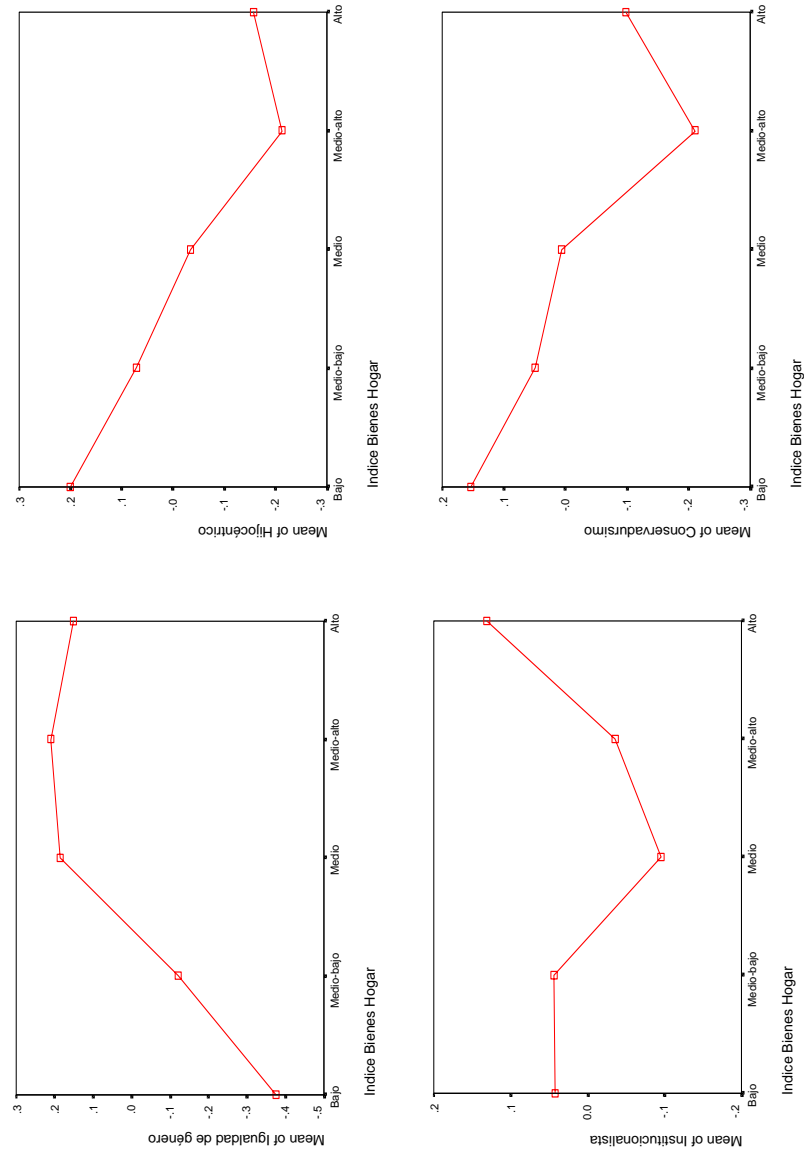 Mean of Igualdad de género
.3
.2
.1
0.0
-.1
-.2
-.3
-.4
-.5
Bajo
Medio-bajo
Medio
Medio-alto
Alto
Indice Bienes Hogar
Mean of Hijocéntrico
.3
.2
.1
-.0
-.1
-.2
-.3
Bajo
Medio-bajo
Medio
Medio-alto
Alto
Indice Bienes Hogar
Mean of Institucionalista
.2
.1
0.0
-.1
-.2
Bajo
Medio-bajo
Medio
Medio-alto
Alto
Indice Bienes Hogar
Mean of Conservadursimo
.2
.1
-.0
-.1
-.2
-.3
Bajo
Medio-bajo
Medio
Medio-alto
Alto
Indice Bienes Hogar